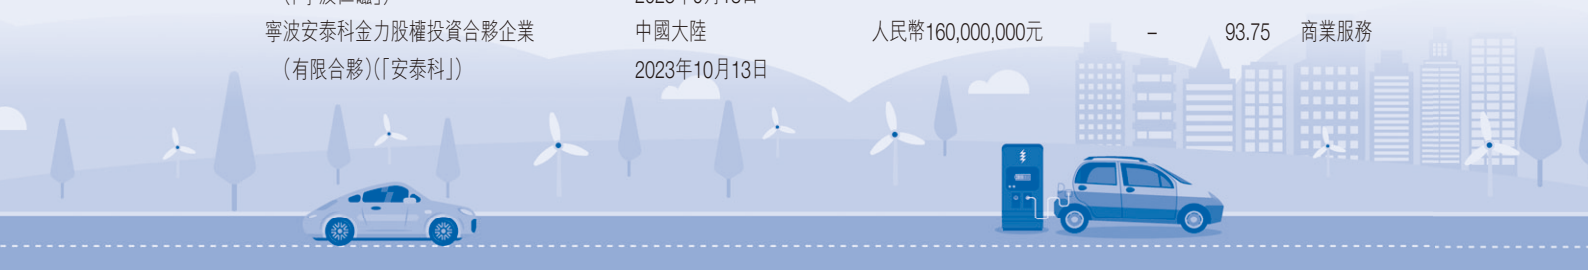 寧波安泰科金力股權投資合夥企業 中國大陸 人民幣160,000,000元 – 93.75 商業服務
(有限合夥)(「安泰科」) 2023年10月13日